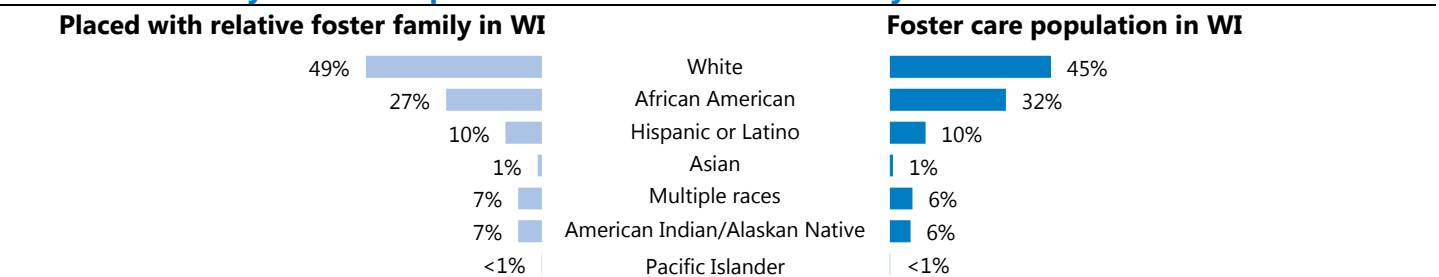 Placed with relative foster family in WI Foster care population in WI
49% White 45%
27% African American 32%
10% Hispanic or Latino 10%
1% Asian 1%
7% Multiple races 6%
7% American Indian/Alaskan Native 6%
<1% Pacific Islander <1%